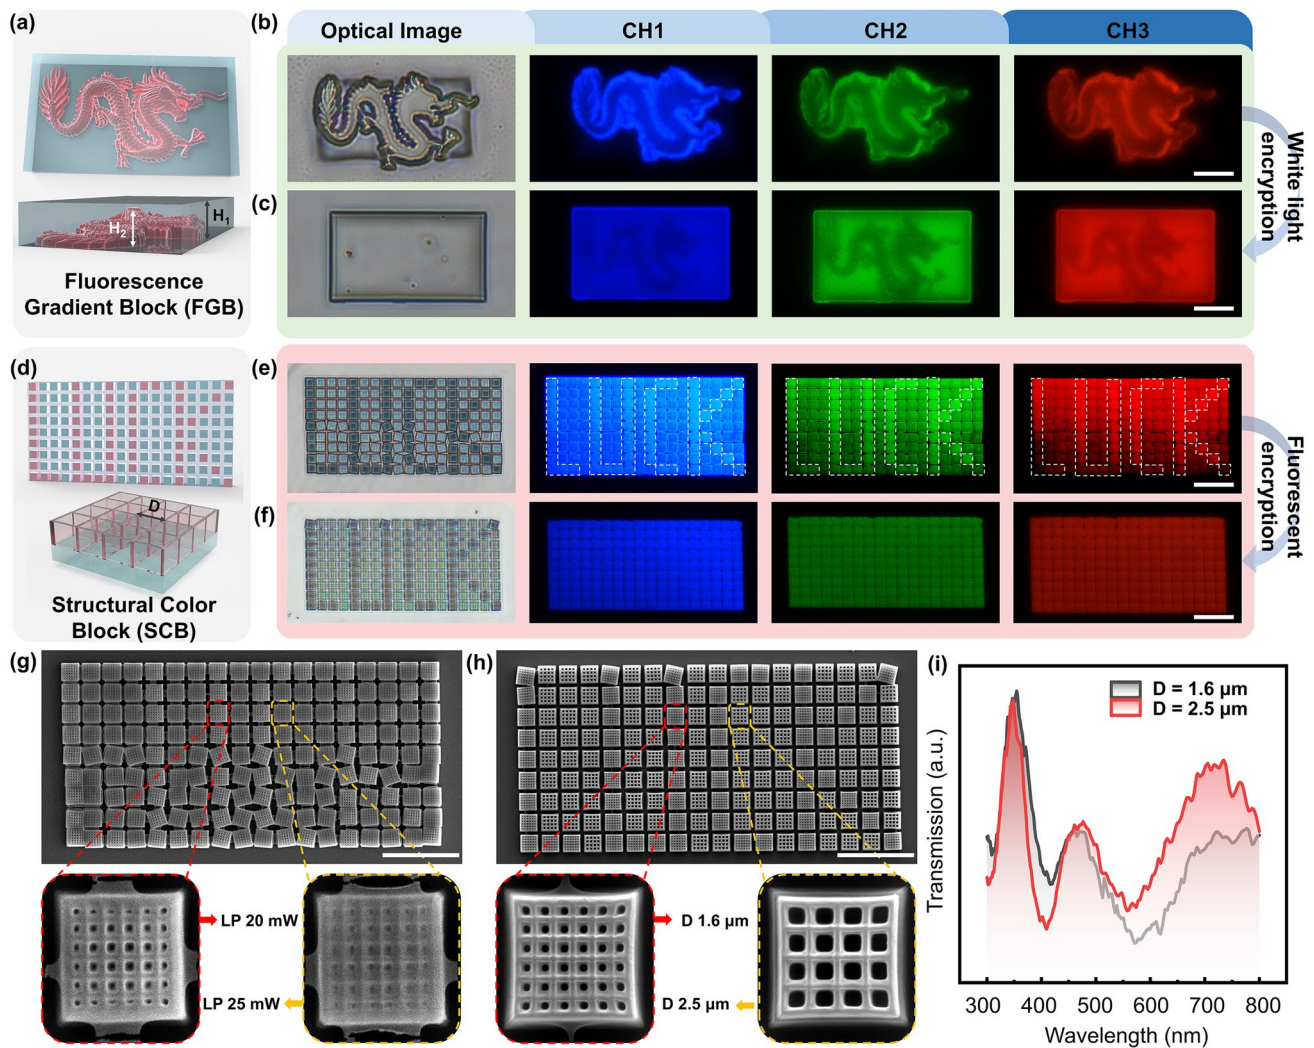 (a)
H₁
H₂
Fluorescence
Gradient Block (FGB)
(b)
Optical Image
CH1
CH2
CH3
(c)
White light
encryption
(d)
D
Structural Color
Block (SCB)
(e)
(f)
Fluorescent
encryption
(g)
LP 20 mW
LP 25 mW
(h)
D 1.6 μm
D 2.5 μm
(i)
D = 1.6 μm
D = 2.5 μm
Transmission (a.u.)
300 400 500 600 700 800
Wavelength (nm)